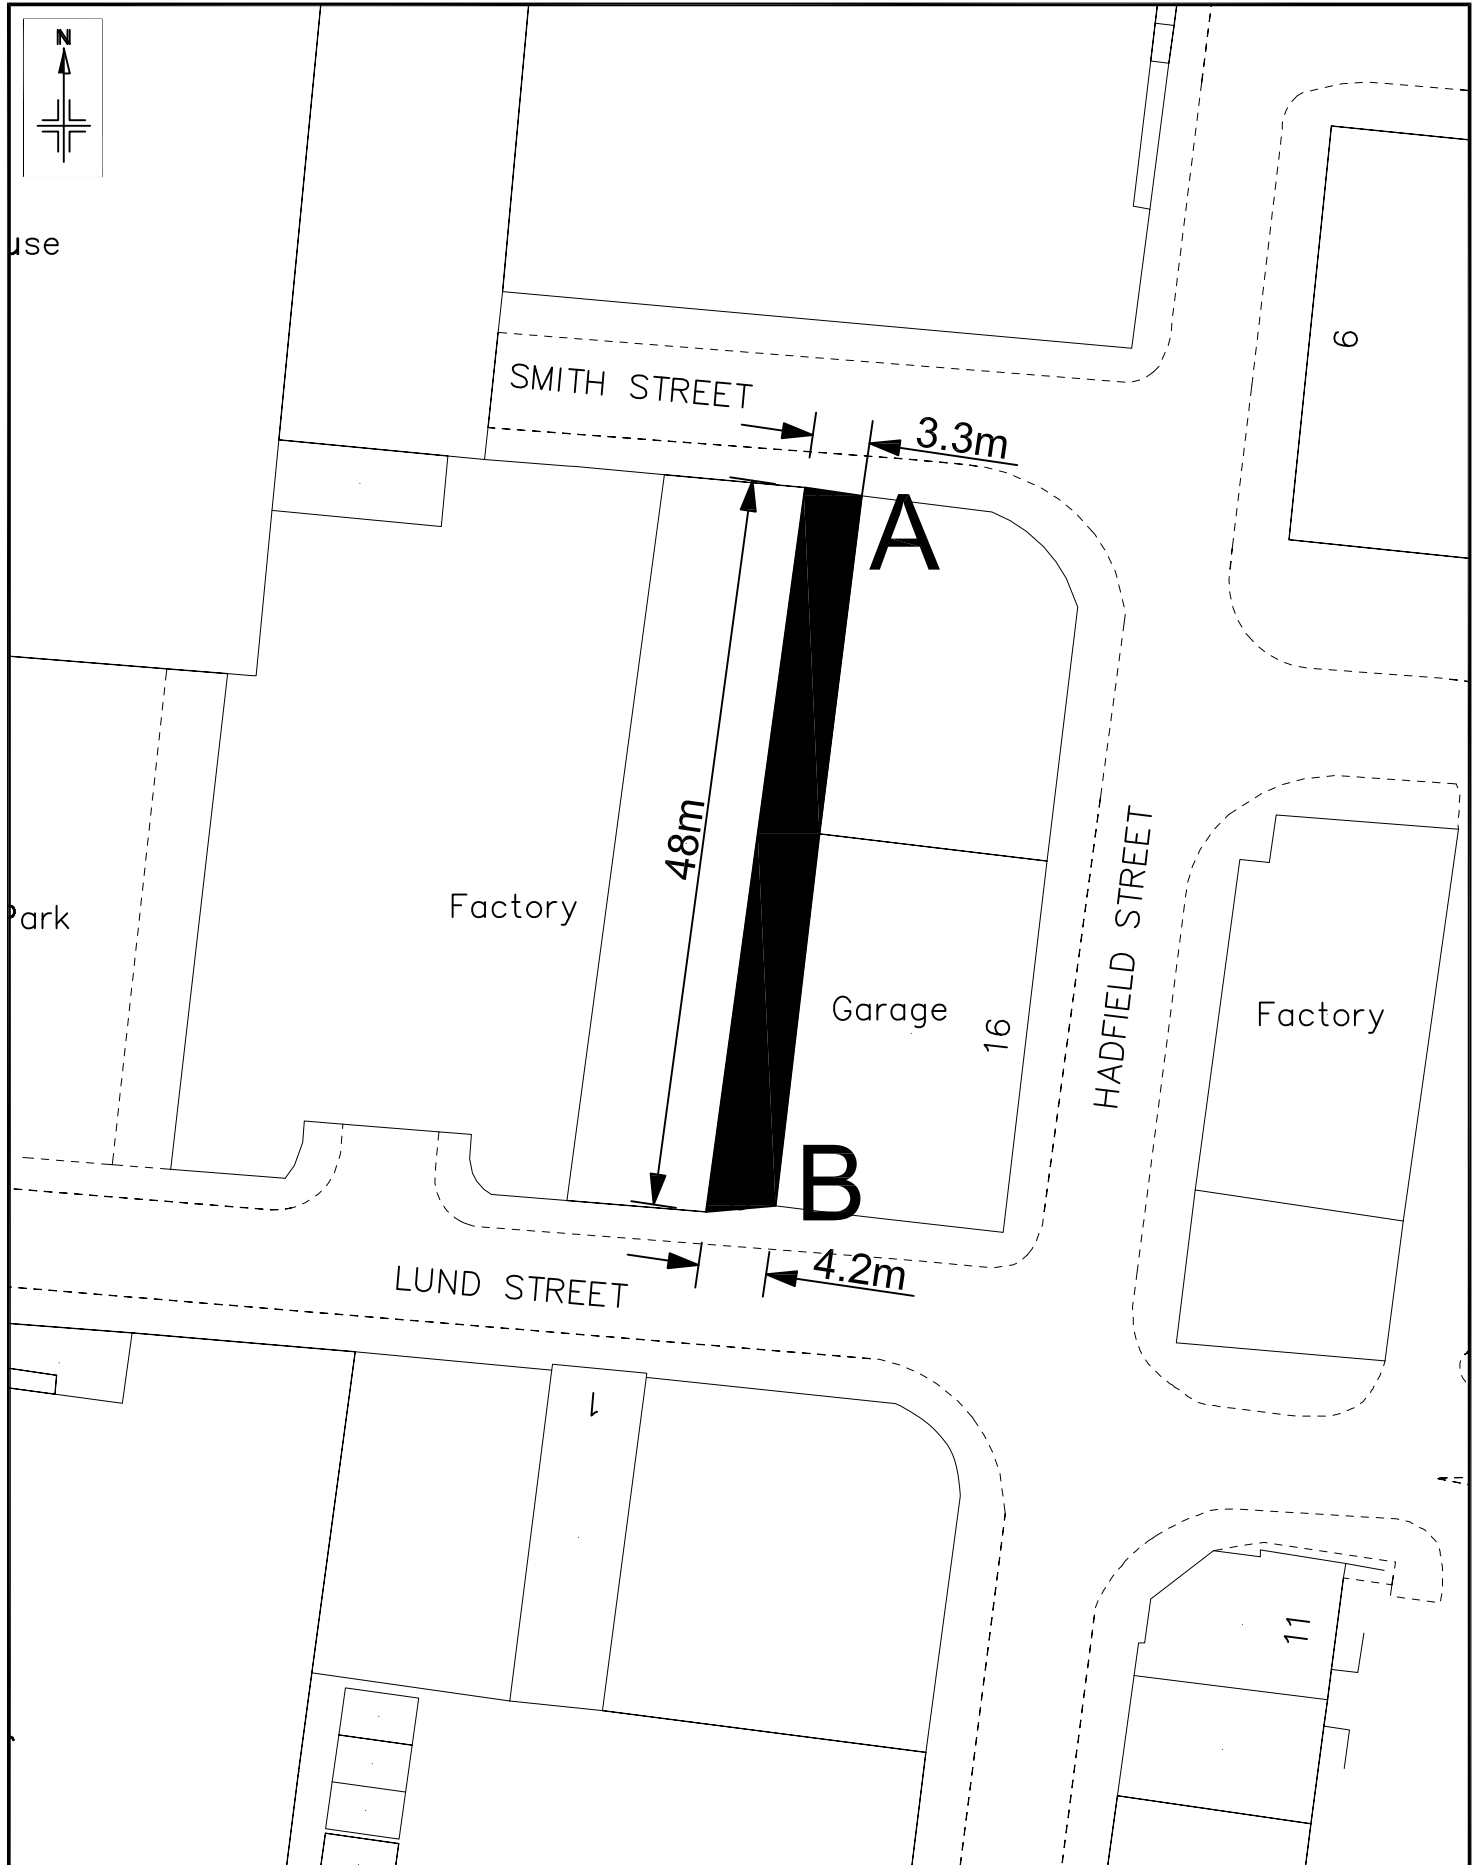 N
use
SMITH STREET
3.3m
6
A
48m
Factory
Park
Garage
16
HADFIELD STREET
Factory
B
4.2m
LUND STREET
1
11